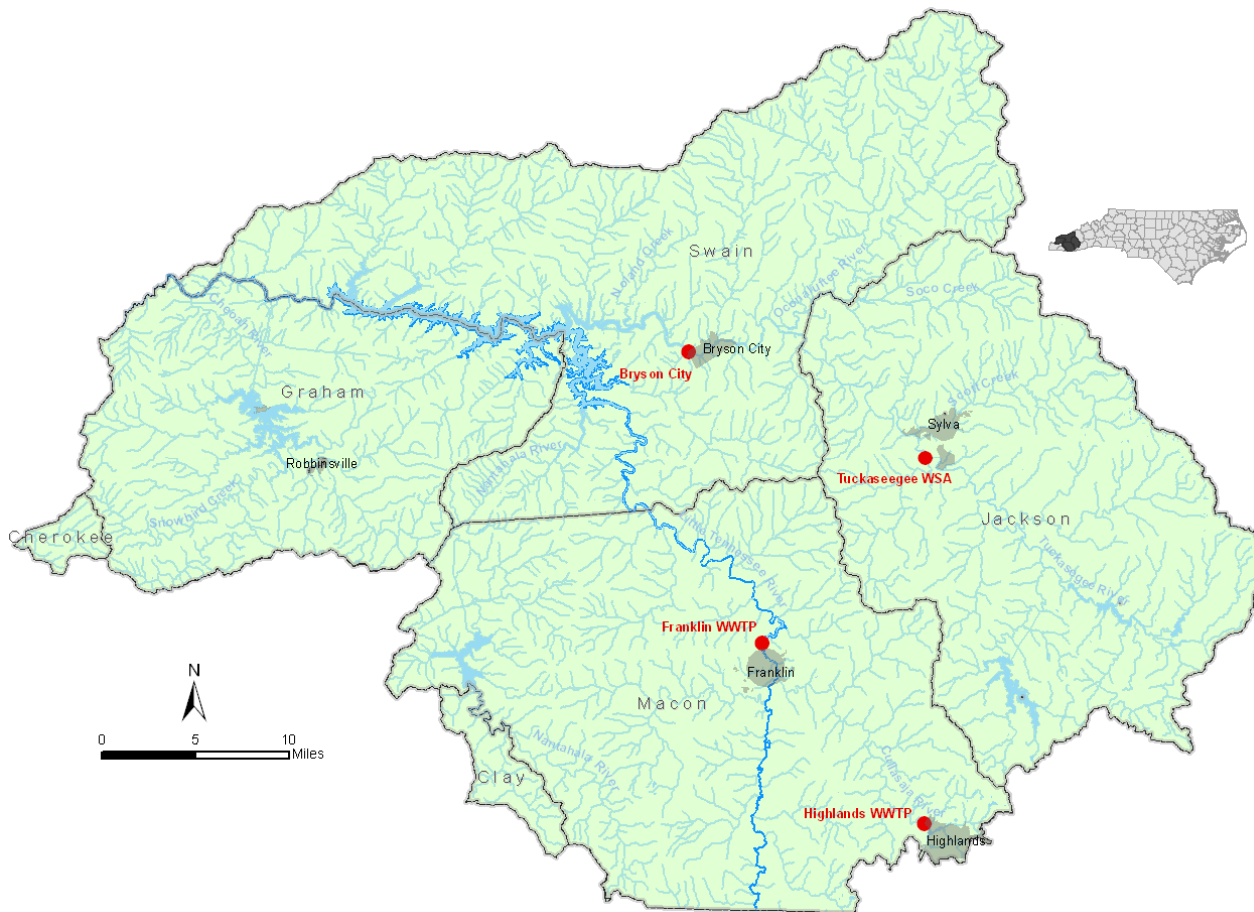 Swain
Noland Creek
Oconaluftee River
Soco Creek
Cheoah River
Bryson City
Bryson City
Graham
Scott Creek
Sylva
Robbinsville
Nantahala River
Tuckaseegee WSA
Snowbird Creek
Cherokee
Jackson
Little Tennessee River
Tuckasegee River
Franklin WWTP
N
Franklin
Macon
0 5 10
Miles
Nantahala River
Clay
Cullasaja River
Highlands WWTP
Highlands